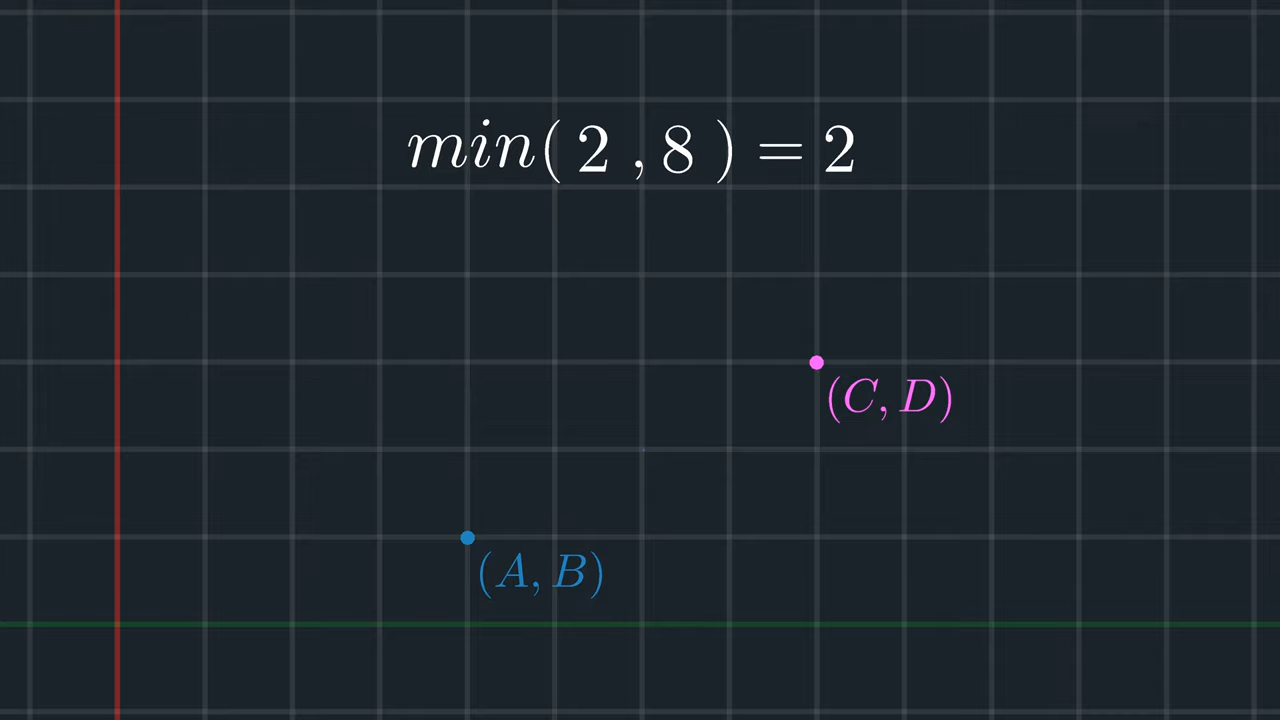 min( 2 , 8 ) = 2
(C, D)
(A, B)